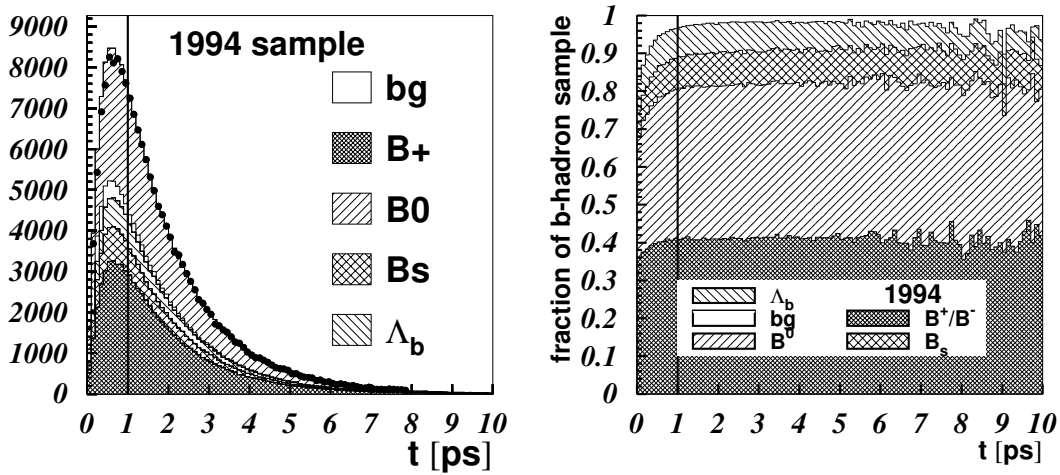 1994 sample
bg
B+
B0
Bs
Λb
9000
8000
7000
6000
5000
4000
3000
2000
1000
0
0 1 2 3 4 5 6 7 8 9 10
t [ps]
fraction of b-hadron sample
1
0.9
0.8
0.7
0.6
0.5
0.4
0.3
0.2
0.1
0
Λb 1994
bg B+/B-
B0 Bs
0 1 2 3 4 5 6 7 8 9 10
t [ps]